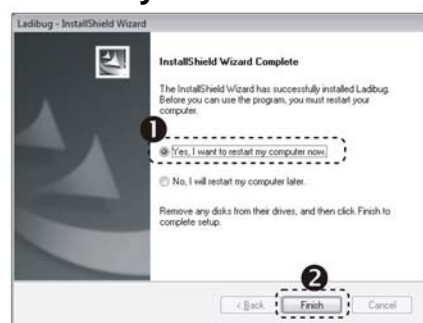 Ladibug - InstallShield Wizard
InstallShield Wizard Complete
The InstallShield Wizard has successfully installed Ladibug.
Before you can use the program, you must restart your
computer.
1
Yes, I want to restart my computer now.
No, I will restart my computer later.
Remove any disks from their drives, and then click Finish to
complete setup.
2
< Back Finish Cancel